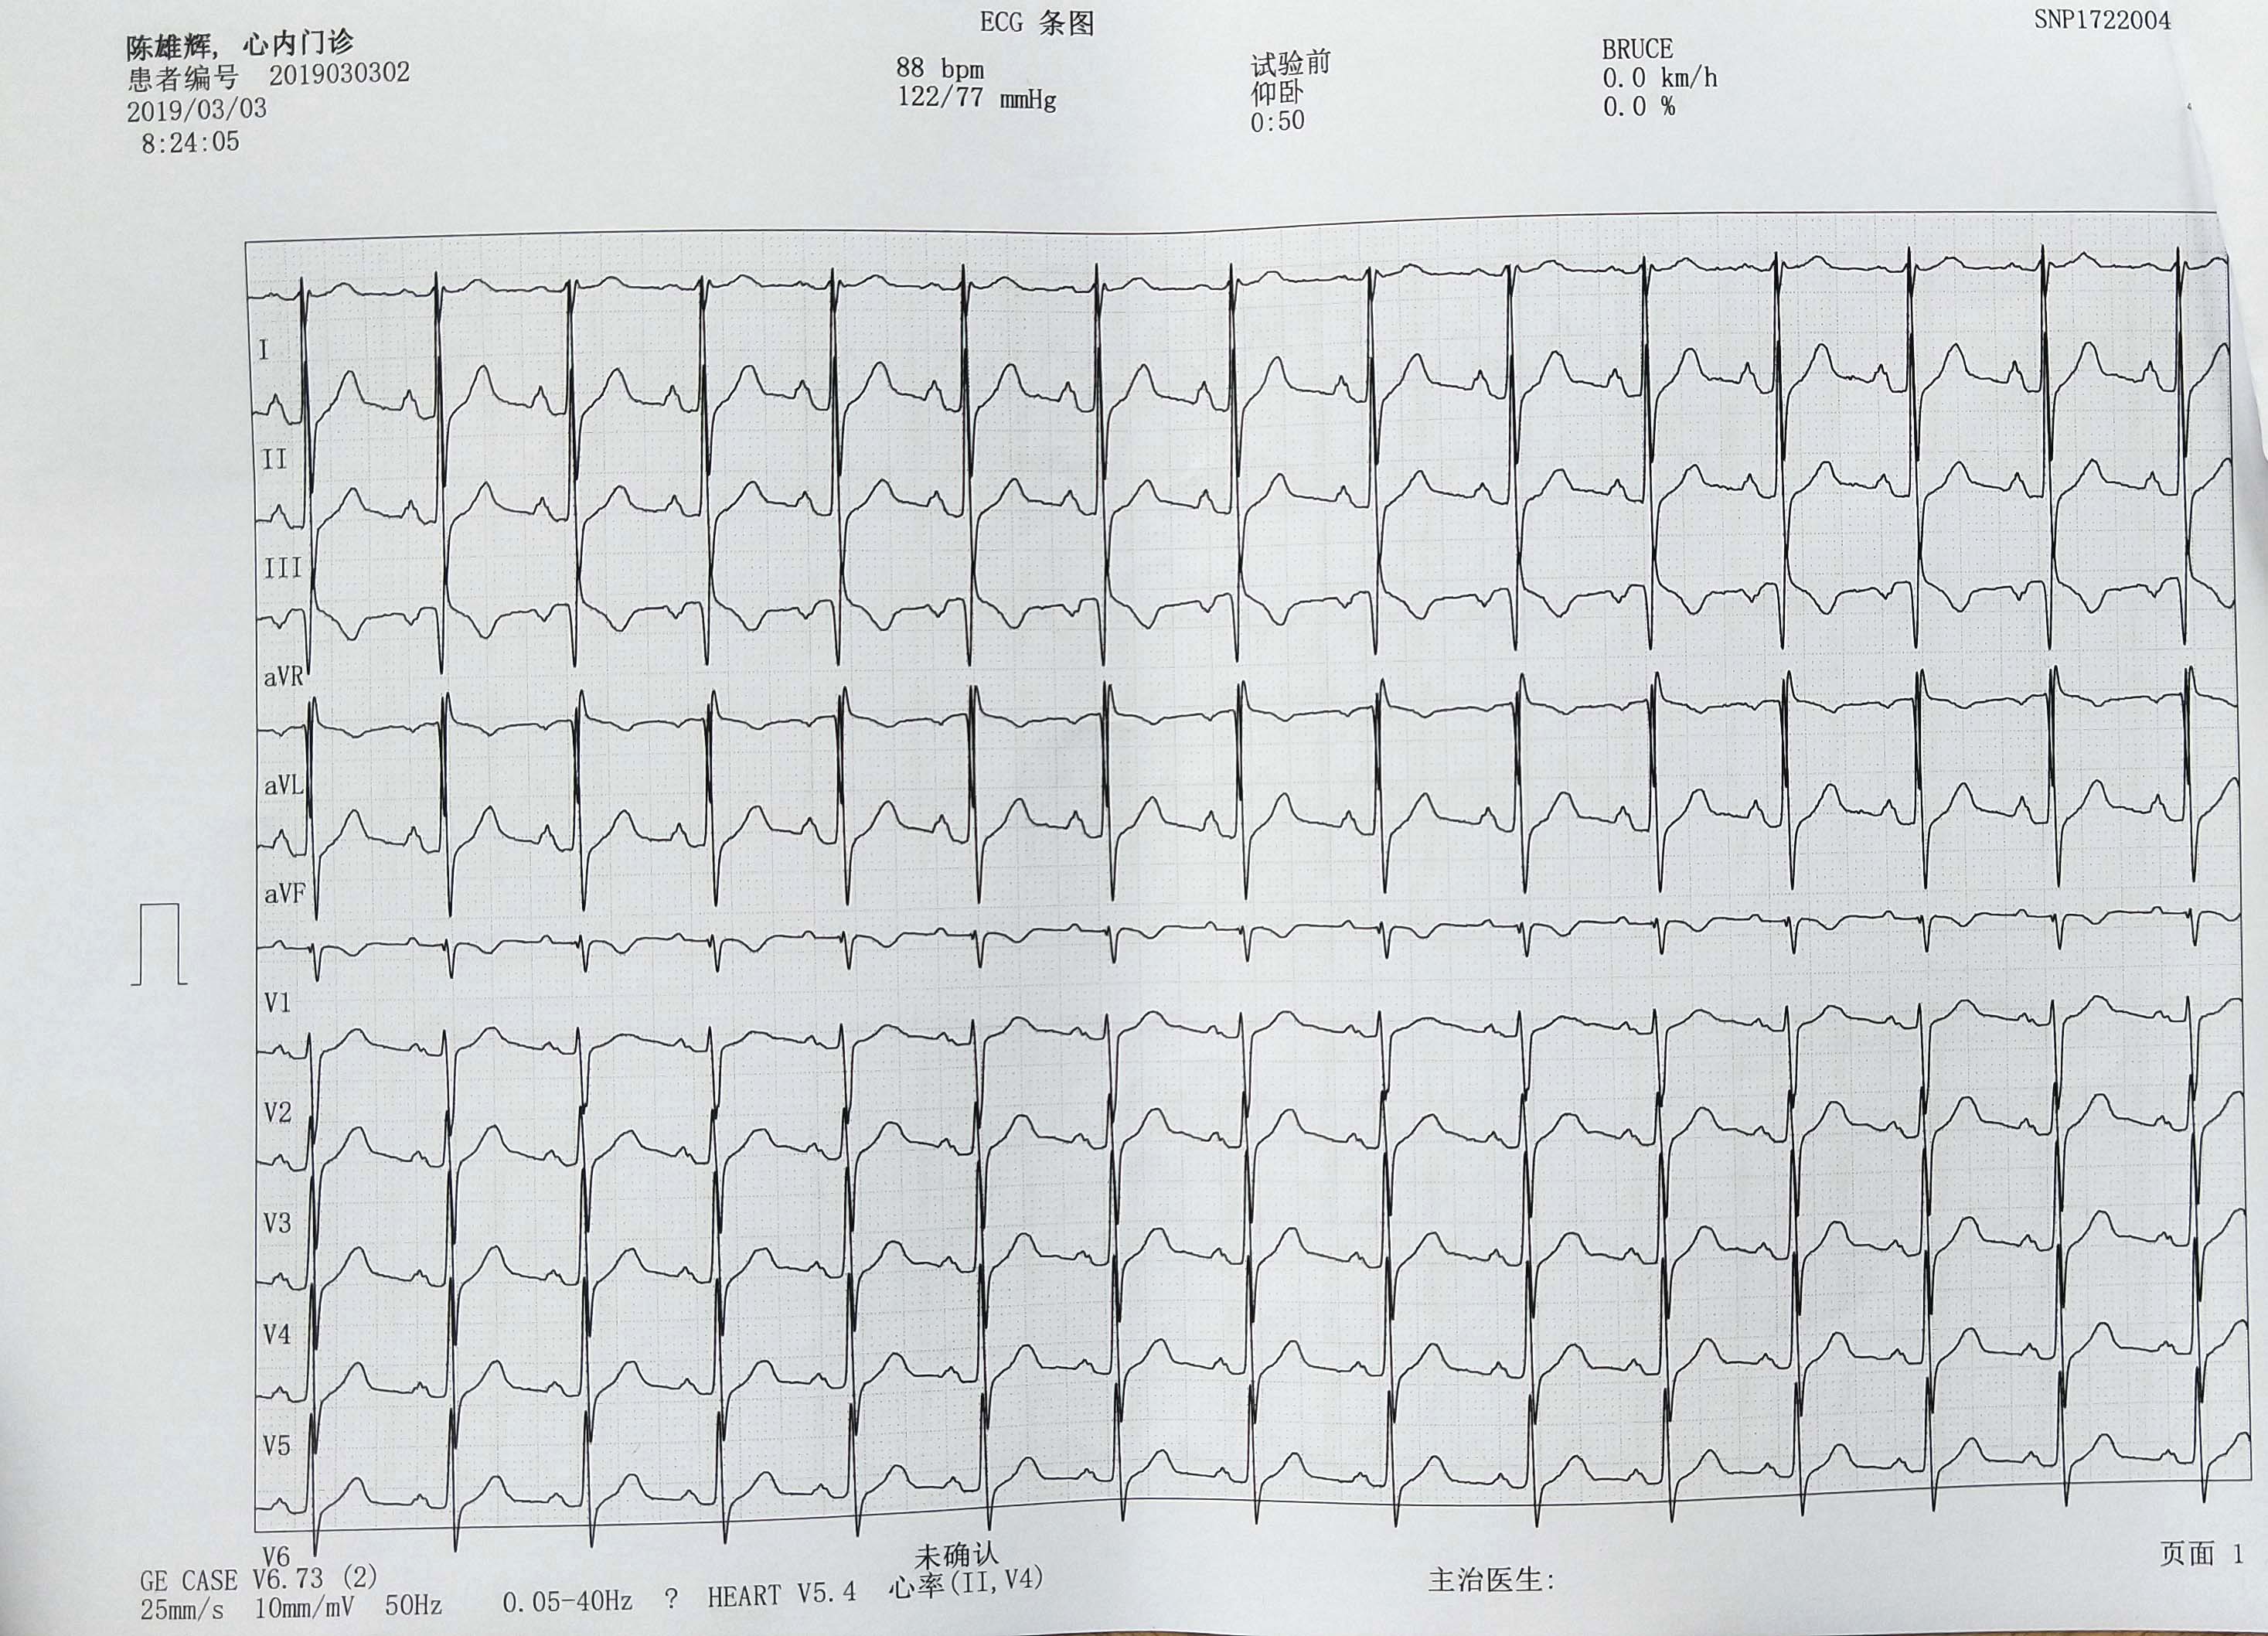 ECG 条图
SNP1722004
陈雄辉, 心内门诊
患者编号 2019030302
2019/03/03
8:24:05
88 bpm
122/77 mmHg
试验前
仰卧
0:50
BRUCE
0.0 km/h
0.0 %
I
II
III
aVR
aVL
aVF
V1
V2
V3
V4
V5
V6
GE CASE V6.73 (2)
25mm/s 10mm/mV 50Hz 0.05-40Hz ? HEART V5.4 心率(II,V4)
未确认
主治医生:
页面 1